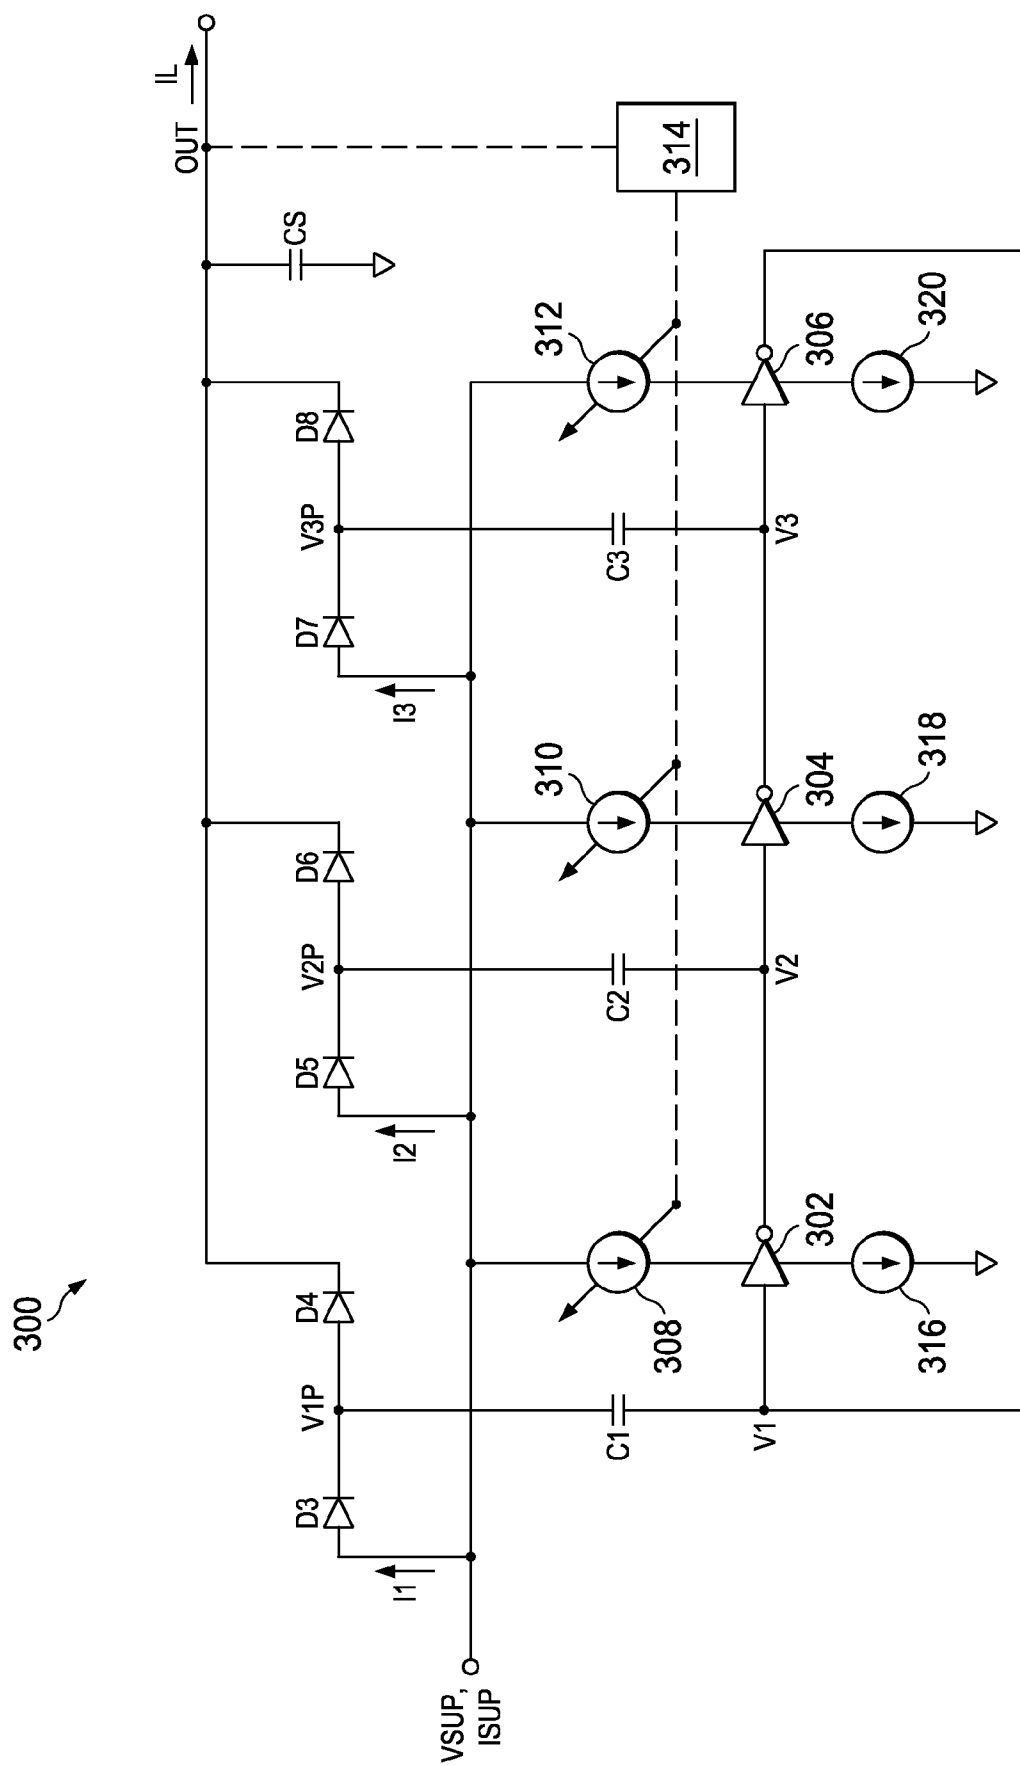 300
VSUP,
ISUP
I1
D3
V1P
D4
C1
V1
308
302
316
I2
D5
V2P
D6
C2
V2
310
304
318
I3
D7
V3P
D8
C3
V3
312
306
320
CS
OUT
IL
314